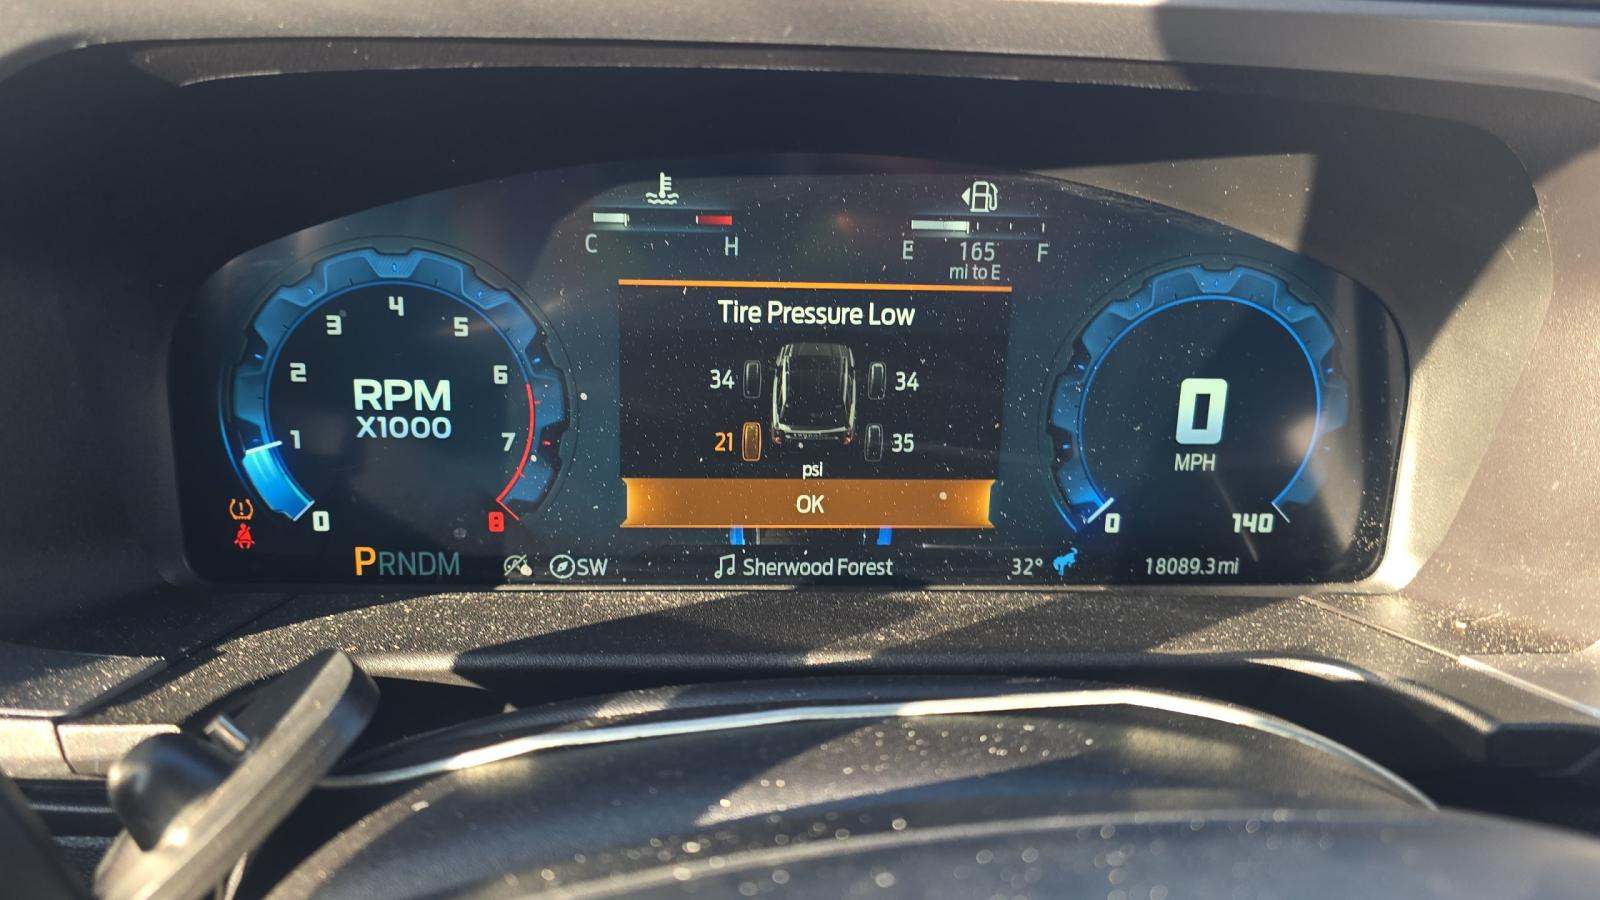 C H
E 165 F
mi to E
Tire Pressure Low
34 34
21 35
psi
OK
4
3 5
2 6
RPM
X1000
1 7
0 8
0
MPH
0 140
PRNDM
SW
Sherwood Forest
32°
18089.3 mi